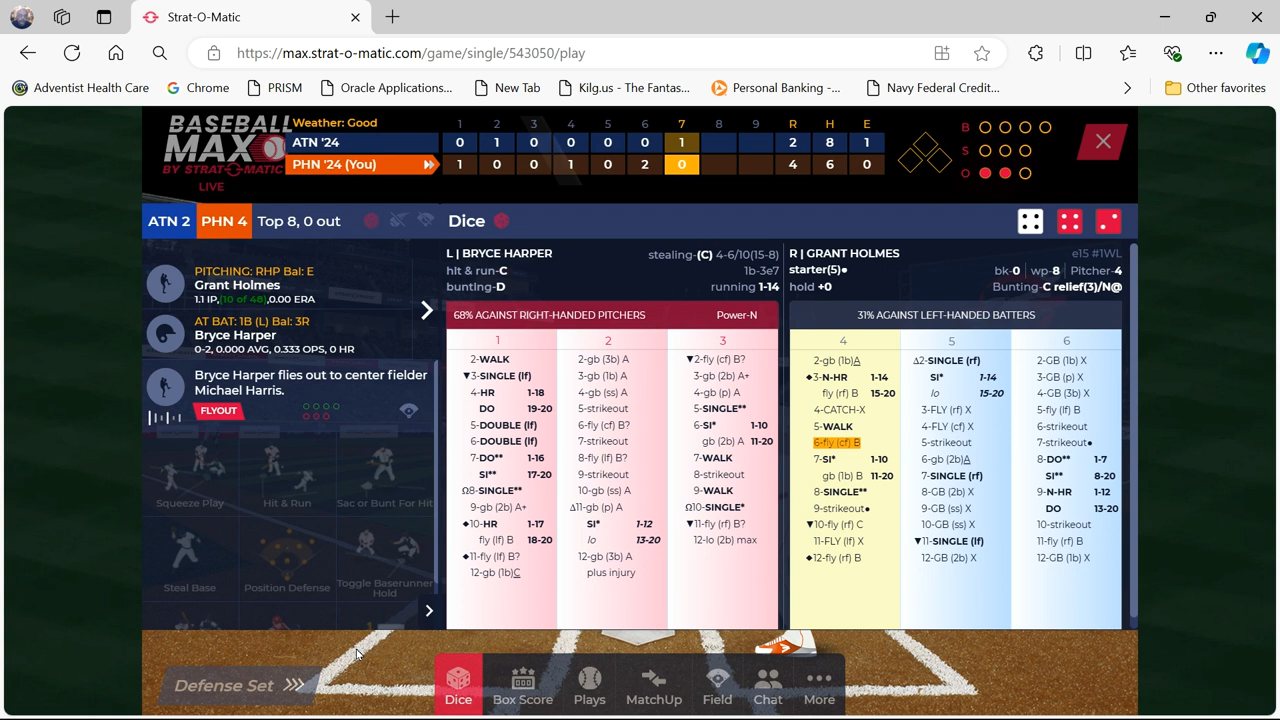 Strat-O-Matic
https://max.strat-o-matic.com/game/single/543050/play
Adventist Health Care
Chrome
PRISM
Oracle Applications...
New Tab
Kilg.us - The Fantas...
Personal Banking -...
Navy Federal Credit...
Other favorites
BASEBALL
MAX
BY STRAT-O-MATIC
LIVE
Weather: Good 1 2 3 4 5 6 7 8 9 R H E
ATN '24 0 1 0 0 0 0 1 2 8 1
PHN '24 (You) 1 0 0 1 0 2 0 4 6 0
B
S
O
ATN 2 PHN 4 Top 8, 0 out
Dice
PITCHING: RHP Bal: E
Grant Holmes
1.1 IP,(10 of 48),0.00 ERA
AT BAT: 1B (L) Bal: 3R
Bryce Harper
0-2, 0.000 AVG, 0.333 OPS, 0 HR
Bryce Harper flies out to center fielder
Michael Harris.
FLYOUT
Squeeze Play
Hit & Run
Sac or Bunt For Hit
Steal Base
Position Defense
Toggle Baserunner
Hold
L | BRYCE HARPER stealing-(C) 4-6/10(15-8)
hit & run-C 1b-3e7
bunting-D running 1-14
68% AGAINST RIGHT-HANDED PITCHERS Power-N
1
2-WALK
▼3-SINGLE (lf)
4-HR 1-18
DO 19-20
5-DOUBLE (lf)
6-DOUBLE (lf)
7-DO** 1-16
SI** 17-20
Ω8-SINGLE**
9-gb (2b) A+
◆10-HR 1-17
fly (lf) B 18-20
◆11-fly (lf) B?
12-gb (1b)C
2
2-gb (3b) A
3-gb (1b) A
4-gb (ss) A
5-strikeout
6-fly (cf) B?
7-strikeout
8-fly (lf) B?
9-strikeout
10-gb (ss) A
Δ11-gb (p) A
SI* 1-12
lo 13-20
12-gb (3b) A
plus injury
3
▼2-fly (cf) B?
3-gb (2b) A+
4-gb (p) A
5-SINGLE**
6-SI* 1-10
gb (2b) A 11-20
7-WALK
8-strikeout
9-WALK
Ω10-SINGLE*
▼11-fly (rf) B?
12-lo (2b) max
R | GRANT HOLMES e15 #1WL
starter(5)● bk-0 wp-8 Pitcher-4
hold +0 Bunting-C relief(3)/N@
31% AGAINST LEFT-HANDED BATTERS
4
2-gb (1b)A
◆3-N-HR 1-14
fly (rf) B 15-20
4-CATCH-X
5-WALK
6-fly (cf) B
7-SI* 1-10
gb (1b) B 11-20
8-SINGLE**
9-strikeout●
▼10-fly (rf) C
11-FLY (lf) X
◆12-fly (rf) B
5
Δ2-SINGLE (rf)
SI* 1-14
lo 15-20
3-FLY (rf) X
4-FLY (cf) X
5-strikeout
6-gb (2b)A
7-SINGLE (rf)
8-GB (2b) X
9-GB (ss) X
10-GB (ss) X
▼11-SINGLE (lf)
12-GB (2b) X
6
2-GB (1b) X
3-GB (p) X
4-GB (3b) X
5-fly (lf) B
6-strikeout
7-strikeout●
8-DO** 1-7
SI** 8-20
9-N-HR 1-12
DO 13-20
10-strikeout
11-fly (lf) B
12-GB (1b) X
Defense Set
Dice
Box Score
Plays
MatchUp
Field
Chat
More